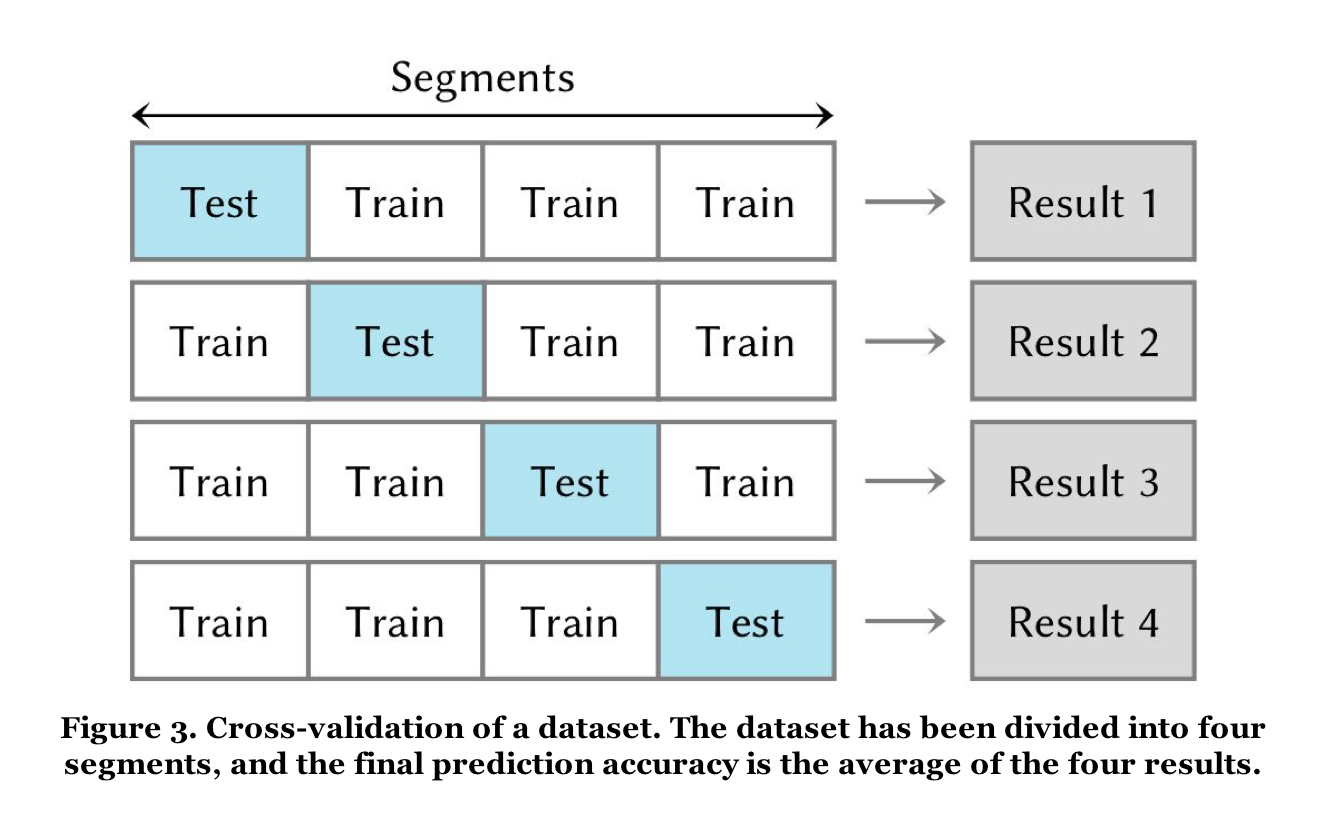 Segments
Test Train Train Train Result 1
Train Test Train Train Result 2
Train Train Test Train Result 3
Train Train Train Test Result 4
Figure 3. Cross-validation of a dataset. The dataset has been divided into four
segments, and the final prediction accuracy is the average of the four results.